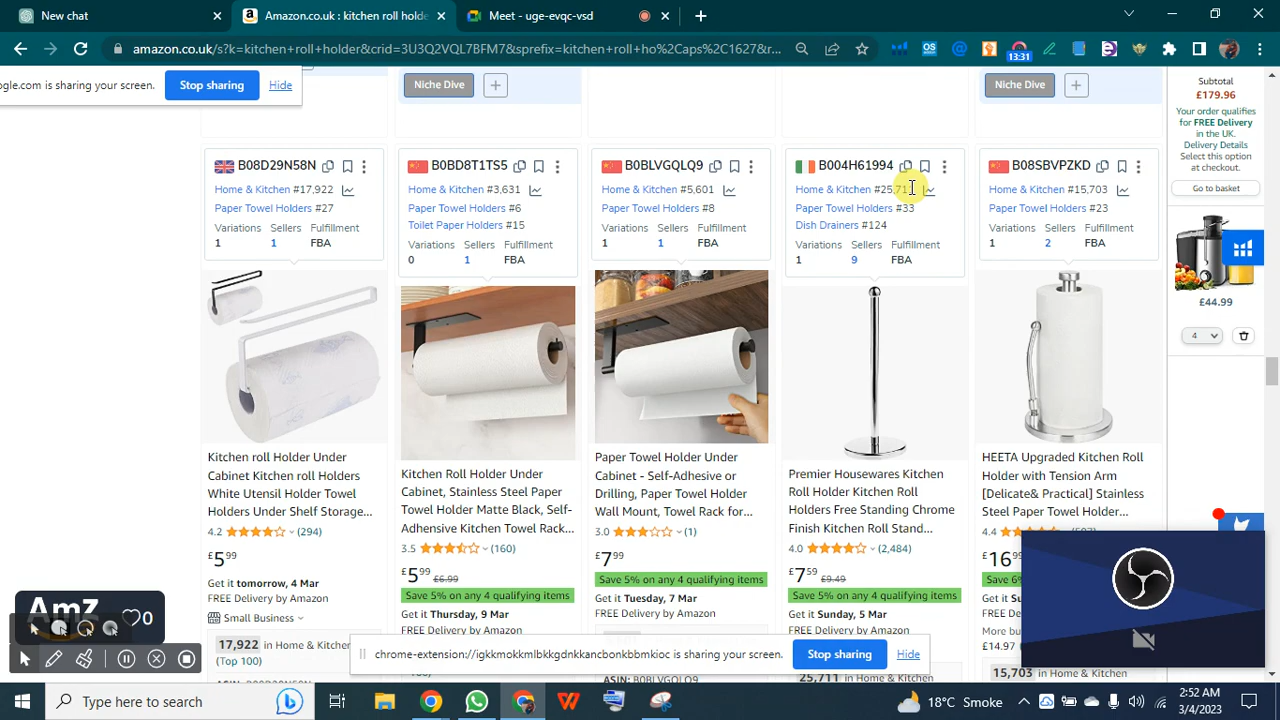 New chat
Amazon.co.uk : kitchen roll holde
Meet - uge-evqc-vsd
amazon.co.uk/s?k=kitchen+roll+holder&crid=3U3Q2VQL7BFM7&sprefix=kitchen+roll+ho%2Caps%2C1627&r...
13:31
oogle.com is sharing your screen.
Stop sharing
Hide
Niche Dive
Niche Dive
Subtotal
£179.96
Your order qualifies
for FREE Delivery
in the UK.
Delivery Details
Select this
option at
checkout.
Go to basket
£44.99
4
B08D29N58N
Home & Kitchen #17,922
Paper Towel Holders #27
Variations Sellers Fulfillment
1 1 FBA
Kitchen roll Holder Under
Cabinet Kitchen roll Holders
White Utensil Holder Towel
Holders Under Shelf Storage...
4.2 (294)
£5.99
Get it tomorrow, 4 Mar
FREE Delivery by Amazon
Small Business
17,922 in Home & Kitchen
(Top 100)
B0BD8T1TS5
Home & Kitchen #3,631
Paper Towel Holders #6
Toilet Paper Holders #15
Variations Sellers Fulfillment
0 1 FBA
Kitchen Roll Holder Under
Cabinet, Stainless Steel Paper
Towel Holder Matte Black, Self-
Adhensive Kitchen Towel Rack...
3.5 (160)
£5.99 £6.99
Save 5% on any 4 qualifying items
Get it Thursday, 9 Mar
FREE Delivery by Amazon
B0BLVGQLQ9
Home & Kitchen #5,601
Paper Towel Holders #8
Variations Sellers Fulfillment
1 1 FBA
Paper Towel Holder Under
Cabinet - Self-Adhesive or
Drilling, Paper Towel Holder
Wall Mount, Towel Rack for...
3.0 (1)
£7.99
Save 5% on any 4 qualifying items
Get it Tuesday, 7 Mar
FREE Delivery by Amazon
ASIN: B0BLVGQLQ9
B004H61994
Home & Kitchen #25,711
Paper Towel Holders #33
Dish Drainers #124
Variations Sellers Fulfillment
1 9 FBA
Premier Housewares Kitchen
Roll Holder Kitchen Roll
Holders Free Standing Chrome
Finish Kitchen Roll Stand...
4.0 (2,484)
£7.59 £9.49
Save 5% on any 4 qualifying items
Get it Sunday, 5 Mar
FREE Delivery by Amazon
25,711 in Home & Kitchen
B08SBVPZKD
Home & Kitchen #15,703
Paper Towel Holders #23
Variations Sellers Fulfillment
1 2 FBA
HEETA Upgraded Kitchen Roll
Holder with Tension Arm
[Delicate& Practical] Stainless
Steel Paper Towel Holder...
4.4
£16
Save
Get it
FREE
More bu
£14.97
15,703 in Home & Kitchen
AmZ
0
chrome-extension://igkkmokkmlbkkgdnkkancbonkbbmkioc is sharing your screen.
Stop sharing
Hide
Type here to search
18°C Smoke
2:52 AM
3/4/2023